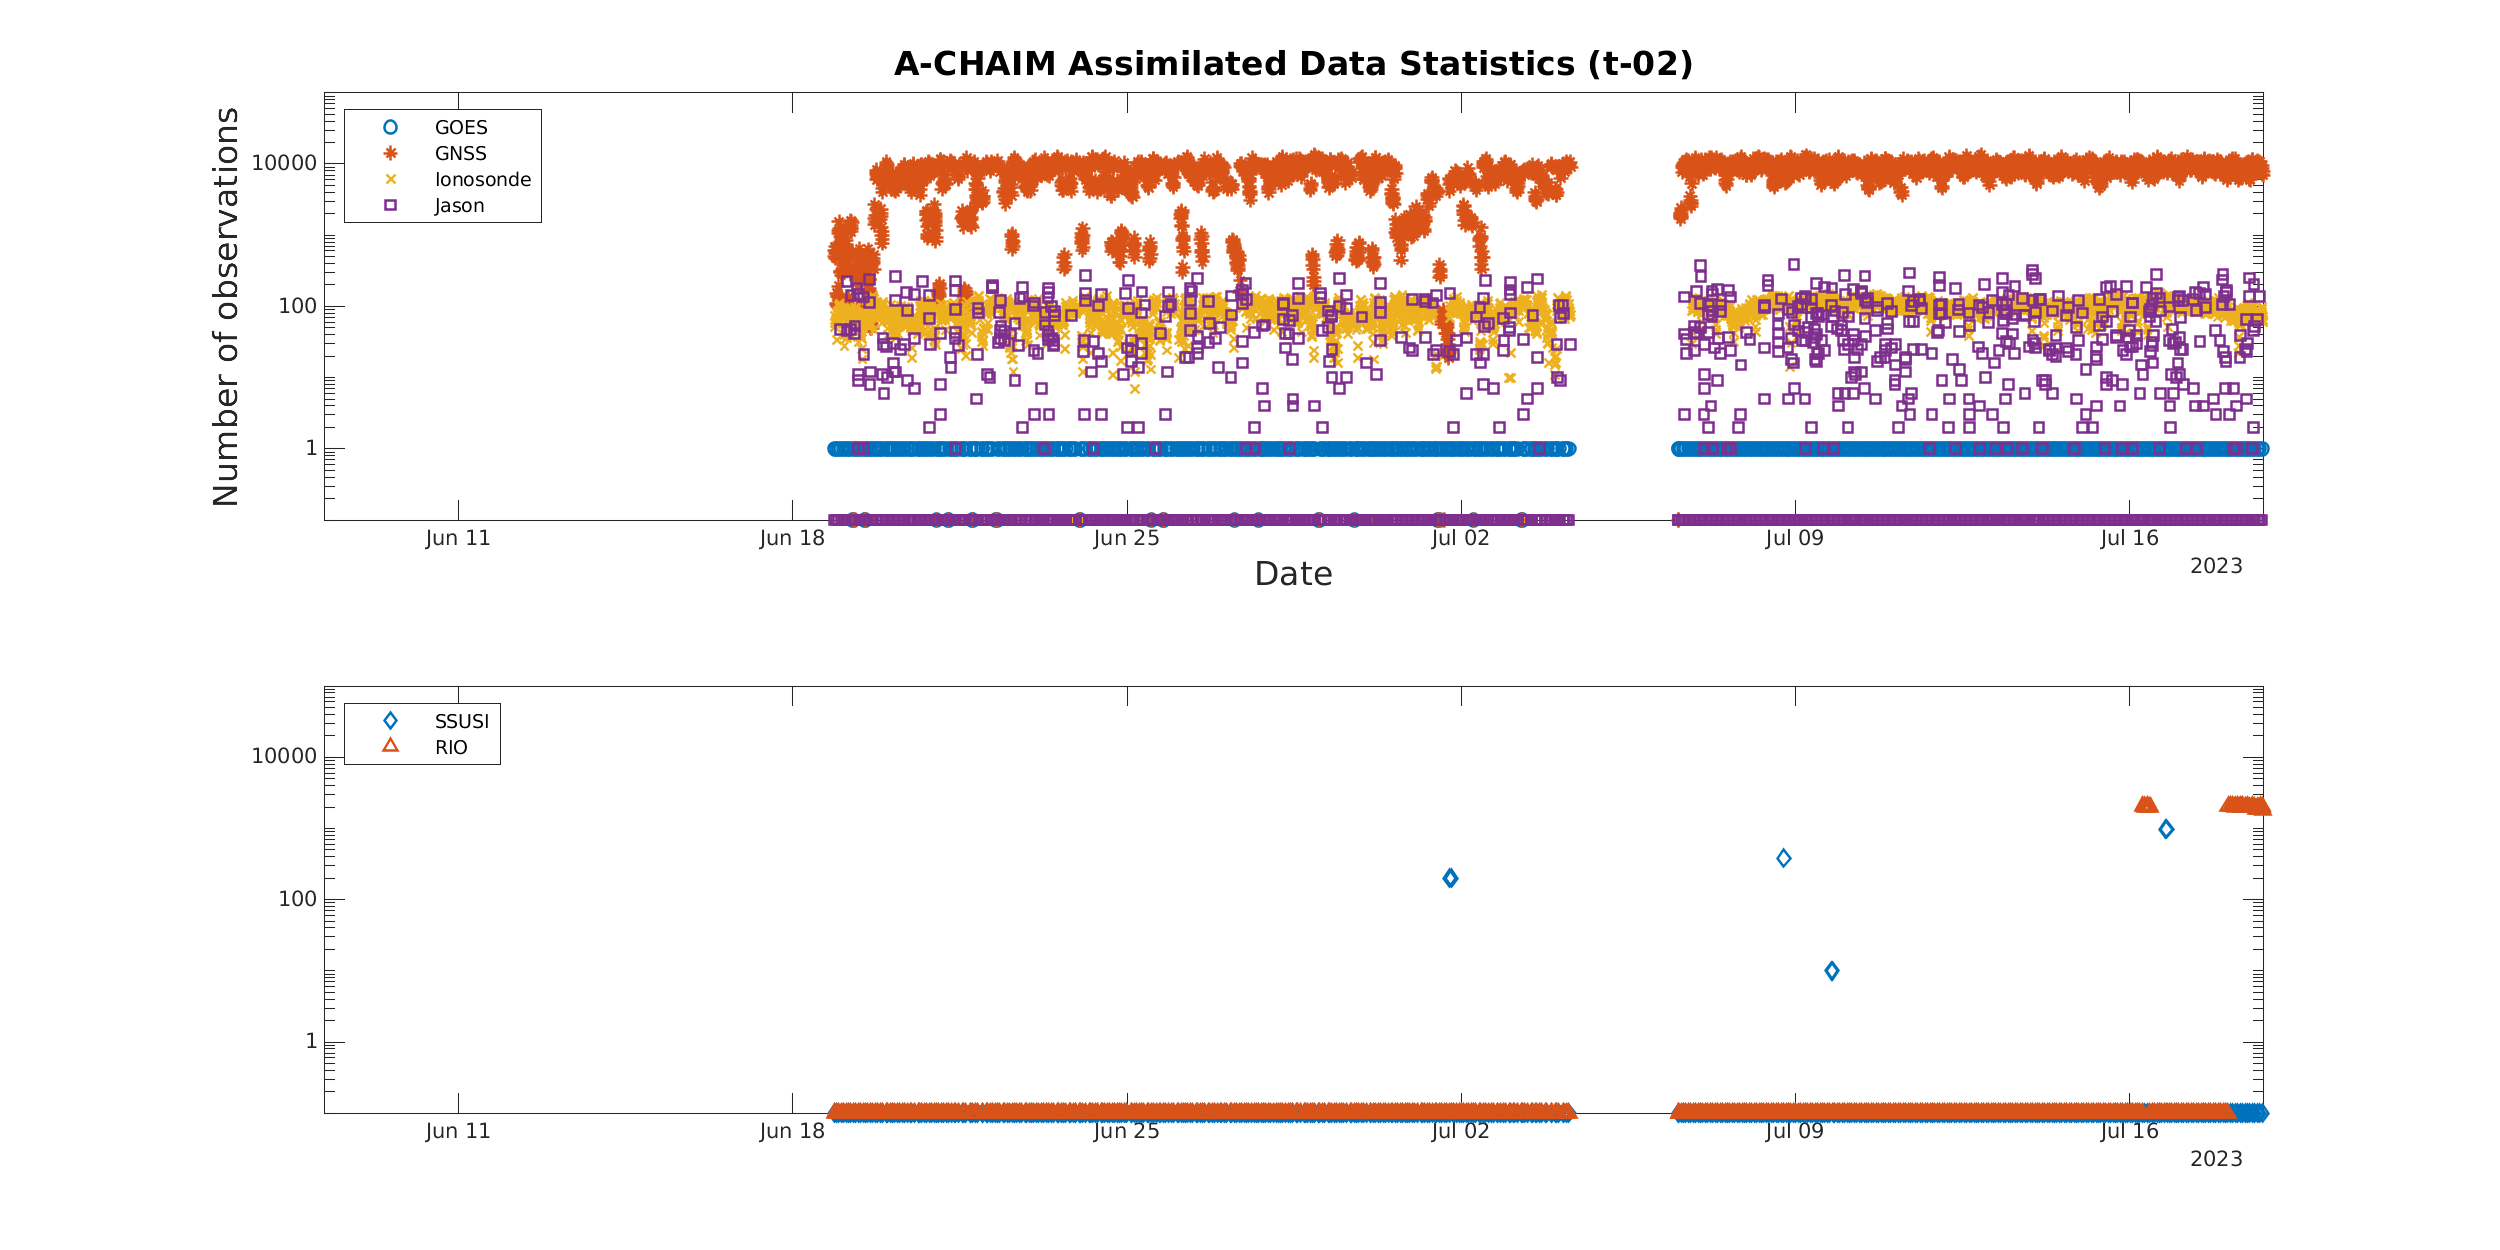 A-CHAIM Assimilated Data Statistics (t-02)
Number of observations
GOES
GNSS
Ionosonde
Jason
10000
100
1
Jun 11 Jun 18 Jun 25 Jul 02 Jul 09 Jul 16
2023
Date
SSUSI
RIO
10000
100
1
Jun 11 Jun 18 Jun 25 Jul 02 Jul 09 Jul 16
2023